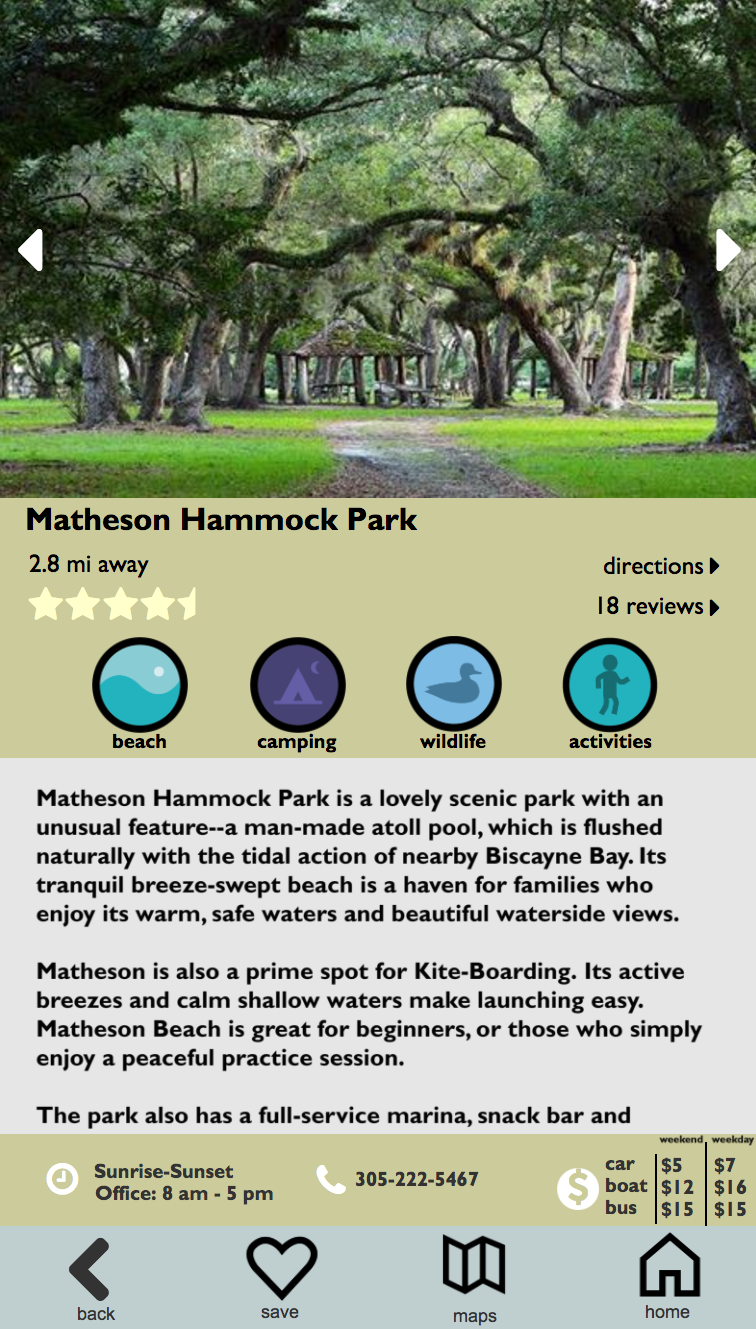 Matheson Hammock Park
2.8 mi away
directions
18 reviews
beach
camping
wildlife
activities
Matheson Hammock Park is a lovely scenic park with an
unusual feature--a man-made atoll pool, which is flushed
naturally with the tidal action of nearby Biscayne Bay. Its
tranquil breeze-swept beach is a haven for families who
enjoy its warm, safe waters and beautiful waterside views.
Matheson is also a prime spot for Kite-Boarding. Its active
breezes and calm shallow waters make launching easy.
Matheson Beach is great for beginners, or those who simply
enjoy a peaceful practice session.
The park also has a full-service marina, snack bar and
Sunrise-Sunset
Office: 8 am - 5 pm
305-222-5467
$
weekend weekday
car $5 $7
boat $12 $16
bus $15 $15
back
save
maps
home